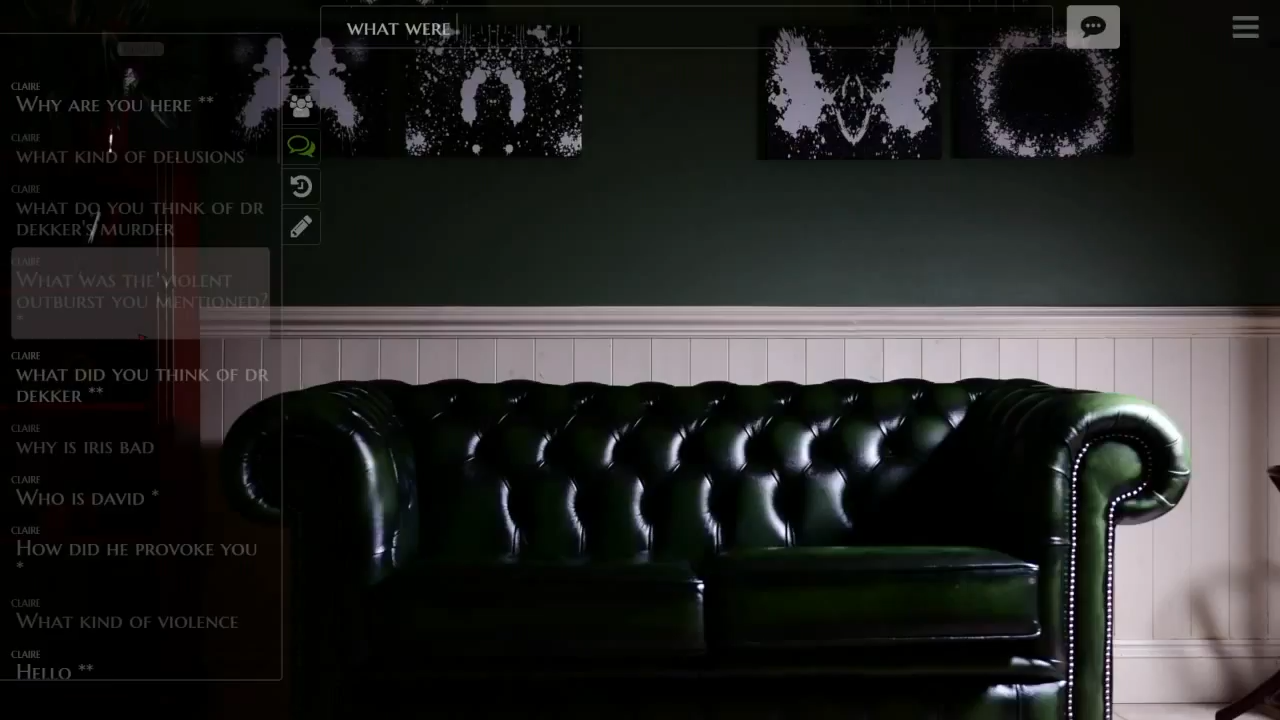 WHAT WERE
CLAIRE
WHY ARE YOU HERE **
CLAIRE
WHAT KIND OF DELUSIONS
CLAIRE
WHAT DO YOU THINK OF DR
DEKKER'S MURDER
CLAIRE
WHAT WAS THE VIOLENT
OUTBURST YOU MENTIONED?
*
CLAIRE
WHAT DID YOU THINK OF DR
DEKKER **
CLAIRE
WHY IS IRIS BAD
CLAIRE
WHO IS DAVID *
CLAIRE
HOW DID HE PROVOKE YOU
*
CLAIRE
WHAT KIND OF VIOLENCE
CLAIRE
HELLO **